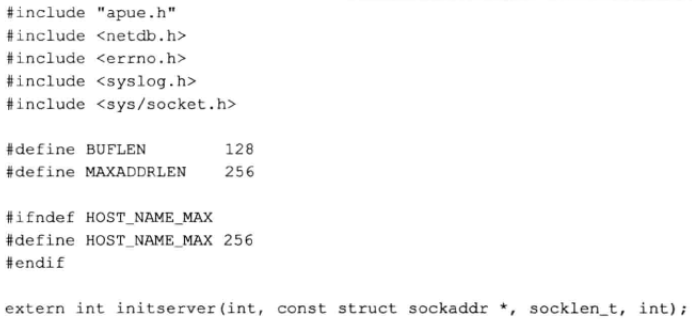 #include "apue.h"
#include <netdb.h>
#include <errno.h>
#include <syslog.h>
#include <sys/socket.h>

#define BUFLEN          128
#define MAXADDRLEN      256

#ifndef HOST_NAME_MAX
#define HOST_NAME_MAX 256
#endif

extern int initserver(int, const struct sockaddr *, socklen_t, int);